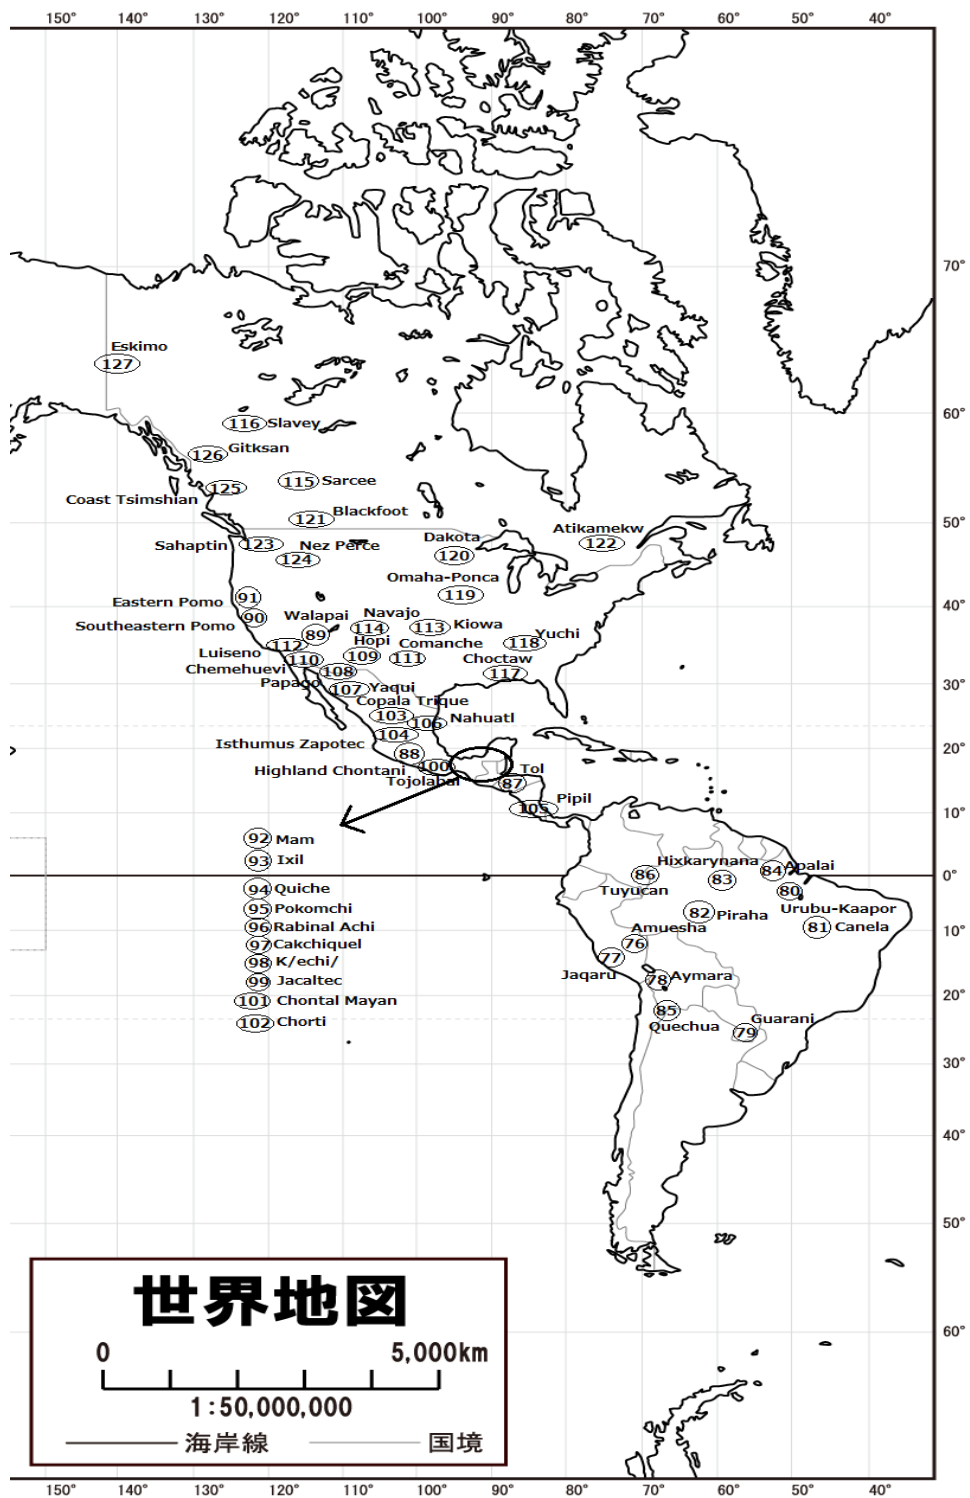 150° 140° 130° 120° 110° 100° 90° 80° 70° 60° 50° 40°
70°
Eskimo
127
60°
116 Slavey
126 Gitksan
115 Sarcee
125
Coast Tsimshian
Blackfoot
121
50°
Atikamekw
122
Dakota
120
Sahaptin 123
Nez Perce
124
Omaha-Ponca
119
91
Eastern Pomo
40°
90
Southeastern Pomo
Walapai
89
Navajo
114
113 Kiowa
Yuchi
118
112
Luiseno
Hopi
109
Comanche
111
110
Chemehuevi
Choctaw
117
108
Papago
30°
107 Yaqui
Copala Trique
103
106 Nahuatl
104
Isthumus Zapotec
20°
88
Highland Chontani
100
Tojolabal
Tol
87
Pipil
105
10°
92 Mam
93 Ixil
Hixkarynana
86
83
84 Apalai
0°
94 Quiche
Tuyucan
80
Urubu-Kaapor
95 Pokomchi
82 Piraha
96 Rabinal Achi
Amuesha
81 Canela
10°
97 Cakchiquel
76
98 K/echi/
77
Jaqaru
99 Jacaltec
78 Aymara
101 Chontal Mayan
20°
85
Quechua
102 Chorti
Guarani
79
30°
40°
50°
60°
世界地図
0 5,000km
1:50,000,000
海岸線 国境
150° 140° 130° 120° 110° 100° 90° 80° 70° 60° 50° 40°